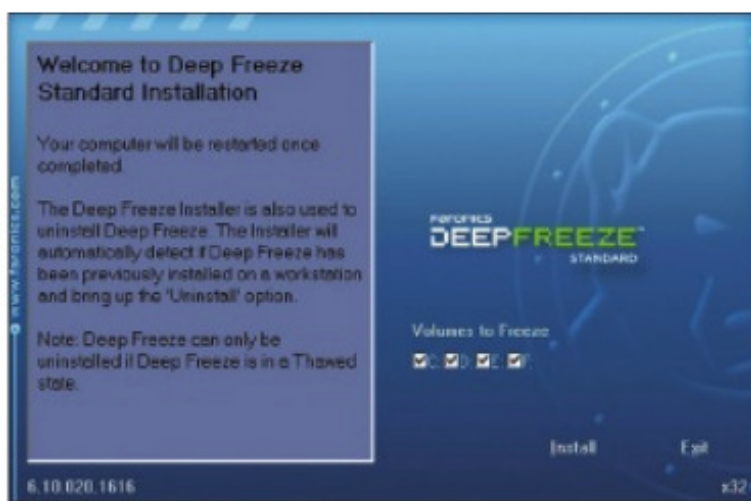 Welcome to Deep Freeze
Standard Installation
Your computer will be restarted once
completed.
The Deep Freeze Installer is also used to
uninstall Deep Freeze. The Installer will
automatically detect if Deep Freeze has
been previously installed on a workstation
and bring up the 'Uninstall' option.
Note: Deep Freeze can only be
uninstalled if Deep Freeze is in a Thawed
state.
www.faronics.com
FARONICS
DEEPFREEZE™
STANDARD
Volumes to Freeze
C: D: E: F:
Install Exit
6.10.020.1616
x32